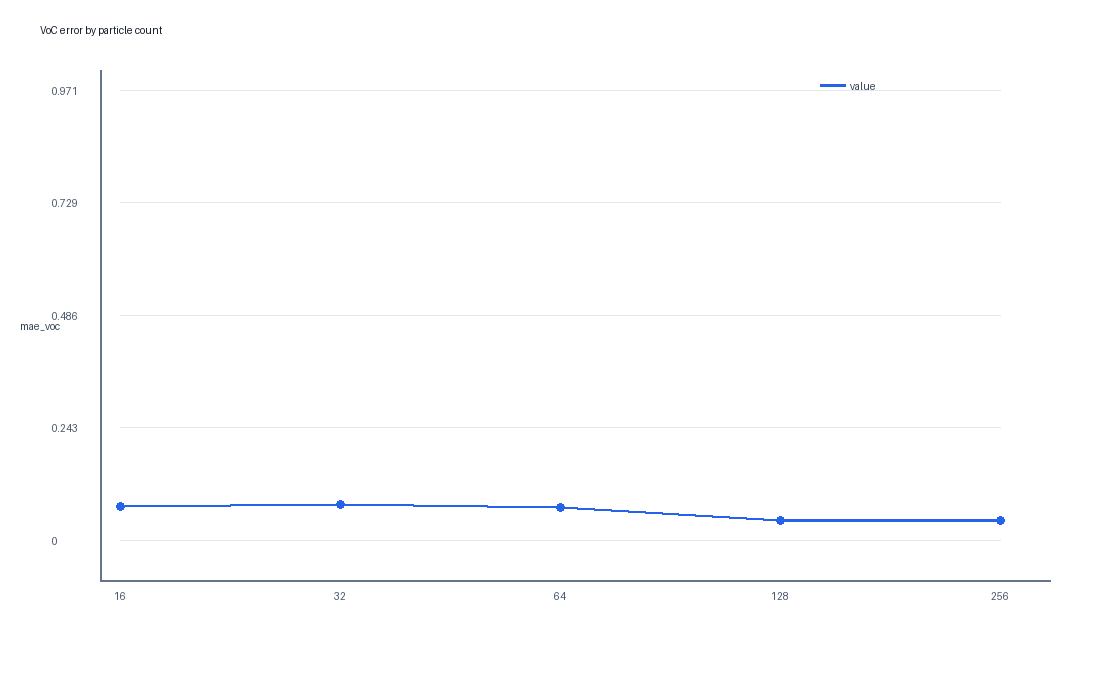 VoC error by particle count
value
0.971
0.729
0.486
mae_voc
0.243
0
16 32 64 128 256